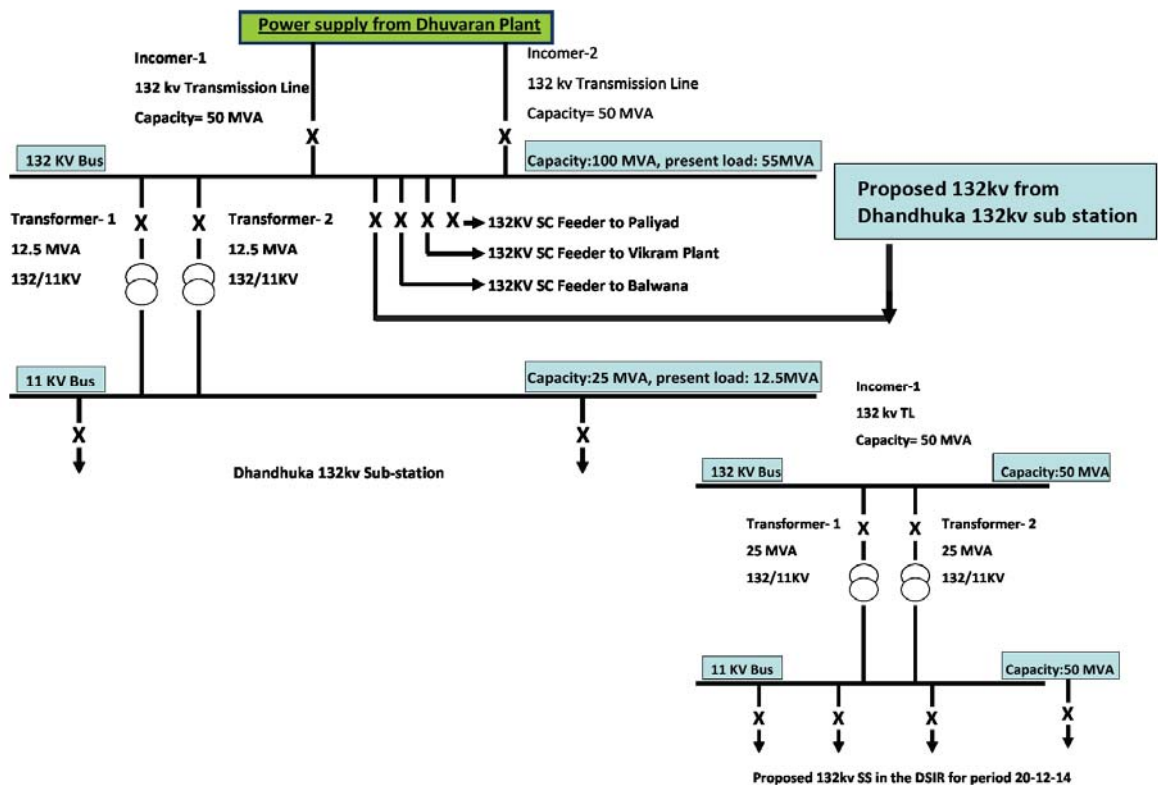 Power supply from Dhuvaran Plant
Incomer-1
132 kv Transmission Line
Capacity= 50 MVA
Incomer-2
132 kv Transmission Line
Capacity= 50 MVA
X
X
132 KV Bus
Capacity:100 MVA, present load: 55MVA
Proposed 132kv from
Dhandhuka 132kv sub station
Transformer- 1
12.5 MVA
132/11KV
X
X
Transformer- 2
12.5 MVA
132/11KV
X
X
X
X
132KV SC Feeder to Paliyad
132KV SC Feeder to Vikram Plant
132KV SC Feeder to Balwana
11 KV Bus
Capacity:25 MVA, present load: 12.5MVA
X
X
Dhandhuka 132kv Sub-station
Incomer-1
132 kv TL
Capacity= 50 MVA
132 KV Bus
Capacity:50 MVA
Transformer- 1
25 MVA
132/11KV
X
X
Transformer- 2
25 MVA
132/11KV
11 KV Bus
Capacity:50 MVA
X
X
X
X
Proposed 132kv SS in the DSIR for period 20-12-14